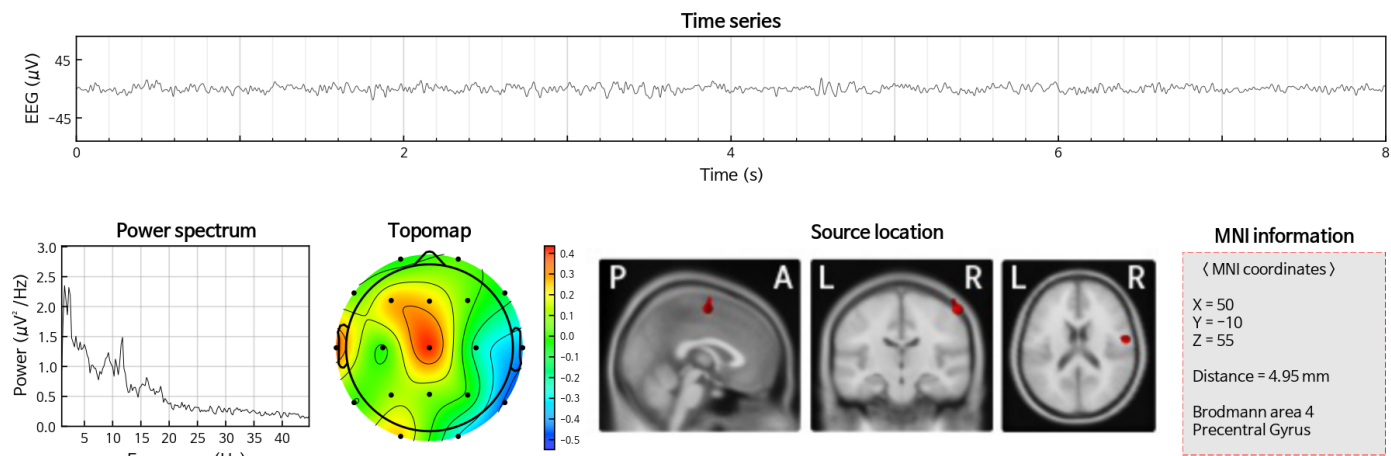 Time series
EEG (μV)
45
−45
0
2
4
6
8
Time (s)
Power spectrum
Power (μV²/Hz)
3.0
2.5
2.0
1.5
1.0
0.5
0.0
5
10
15
20
25
30
35
40
Topomap
0.4
0.3
0.2
0.1
0.0
−0.1
−0.2
−0.3
−0.4
−0.5
Source location
P
A
L
R
L
R
MNI information
⟨ MNI coordinates ⟩
X = 50
Y = −10
Z = 55
Distance = 4.95 mm
Brodmann area 4
Precentral Gyrus